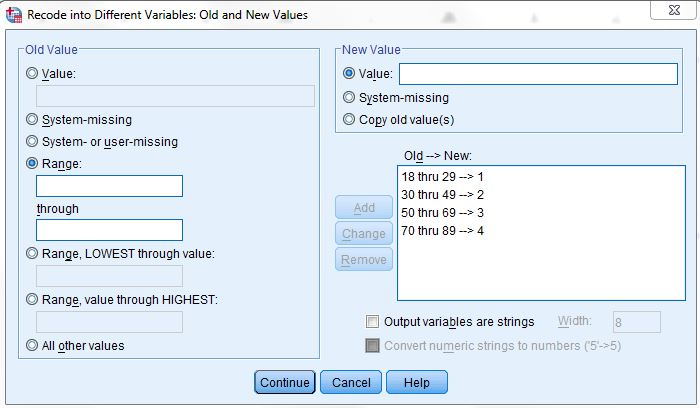 Recode into Different Variables: Old and New Values
Old Value
Value:
System-missing
System- or user-missing
Range:
through
Range, LOWEST through value:
Range, value through HIGHEST:
All other values
New Value
Value:
System-missing
Copy old value(s)
Old --> New:
18 thru 29 --> 1
30 thru 49 --> 2
50 thru 69 --> 3
70 thru 89 --> 4
Add
Change
Remove
Output variables are strings Width: 8
Convert numeric strings to numbers ('5'->5)
Continue Cancel Help